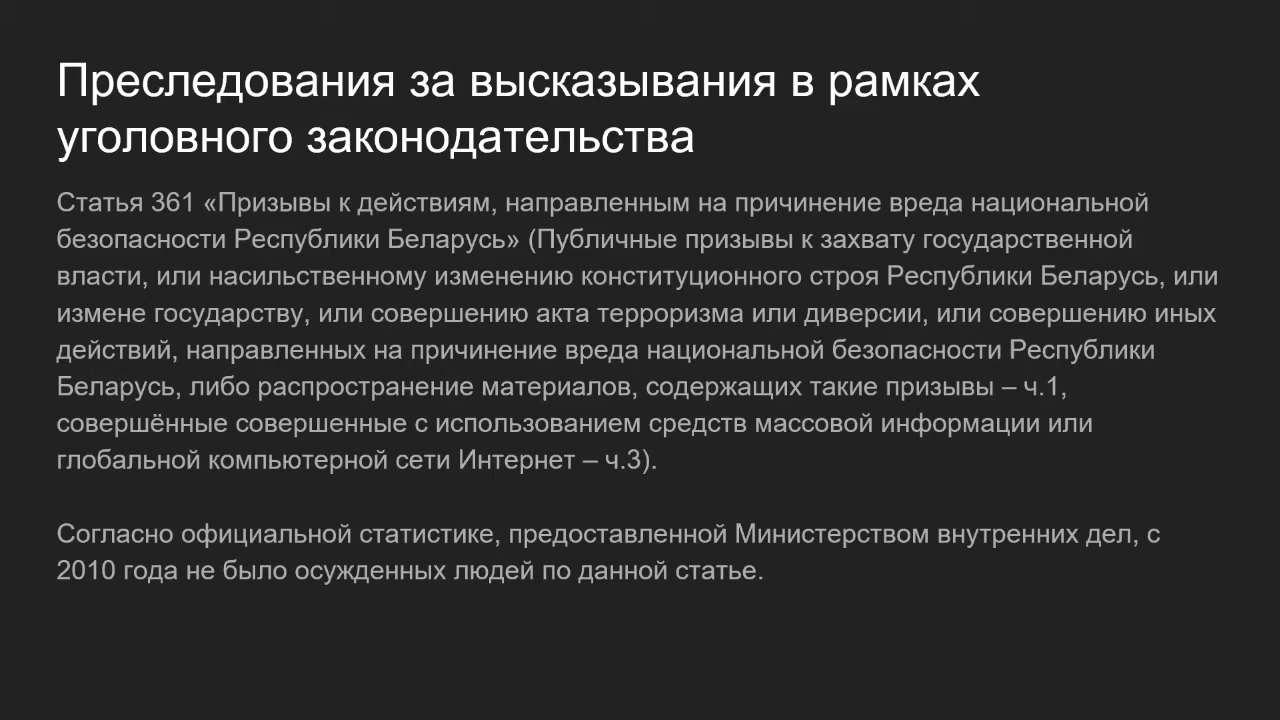 Преследования за высказывания в рамках
уголовного законодательства
Статья 361 «Призывы к действиям, направленным на причинение вреда национальной
безопасности Республики Беларусь» (Публичные призывы к захвату государственной
власти, или насильственному изменению конституционного строя Республики Беларусь, или
измене государству, или совершению акта терроризма или диверсии, или совершению иных
действий, направленных на причинение вреда национальной безопасности Республики
Беларусь, либо распространение материалов, содержащих такие призывы – ч.1,
совершённые совершенные с использованием средств массовой информации или
глобальной компьютерной сети Интернет – ч.3).
Согласно официальной статистике, предоставленной Министерством внутренних дел, с
2010 года не было осужденных людей по данной статье.